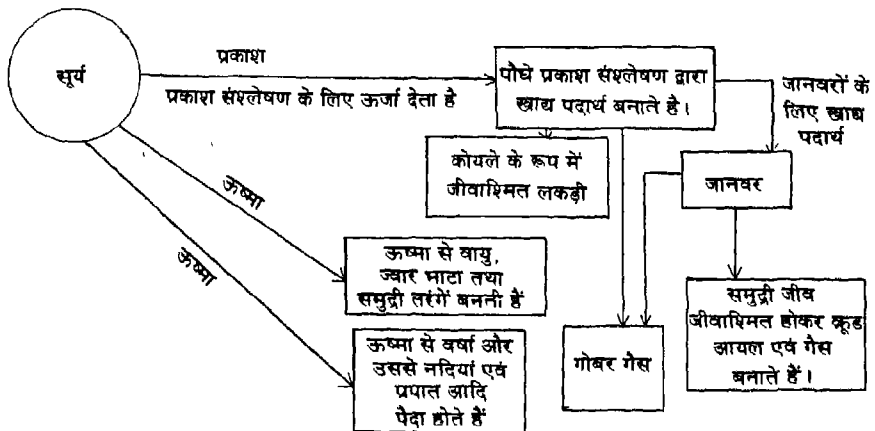 सूर्य
प्रकाश
प्रकाश संश्लेषण के लिए ऊर्जा देता है
पौधे प्रकाश संश्लेषण द्वारा
खाद्य पदार्थ बनाते है।
जानवरों के
लिए खाद्य
पदार्थ
कोयले के रूप में
जीवाश्मित लकड़ी
जानवर
ऊष्मा
ऊष्मा
ऊष्मा से वायु,
ज्वार भाटा तथा
समुद्री तरंगें बनती हैं
ऊष्मा से वर्षा और
उससे नदियां एवं
प्रपात आदि
पैदा होते हैं
गोबर गैस
समुद्री जीव
जीवाश्मित होकर क्रूड
आयल एवं गैस
बनाते हैं।